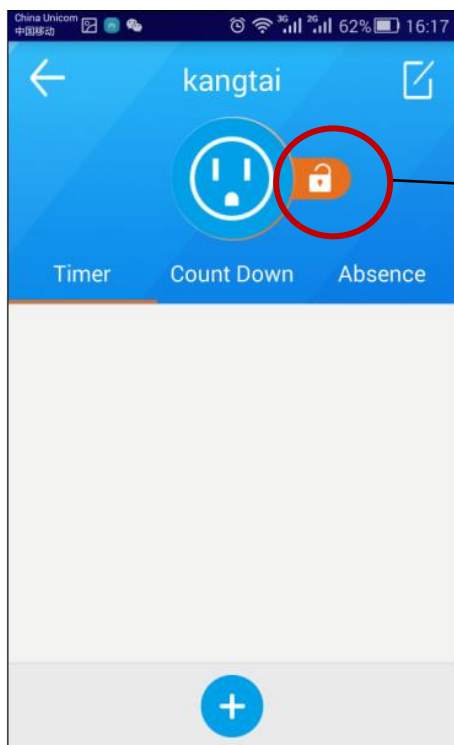 China Unicom
中国移动
3G 2G 62% 16:17
kangtai
Timer Count Down Absence